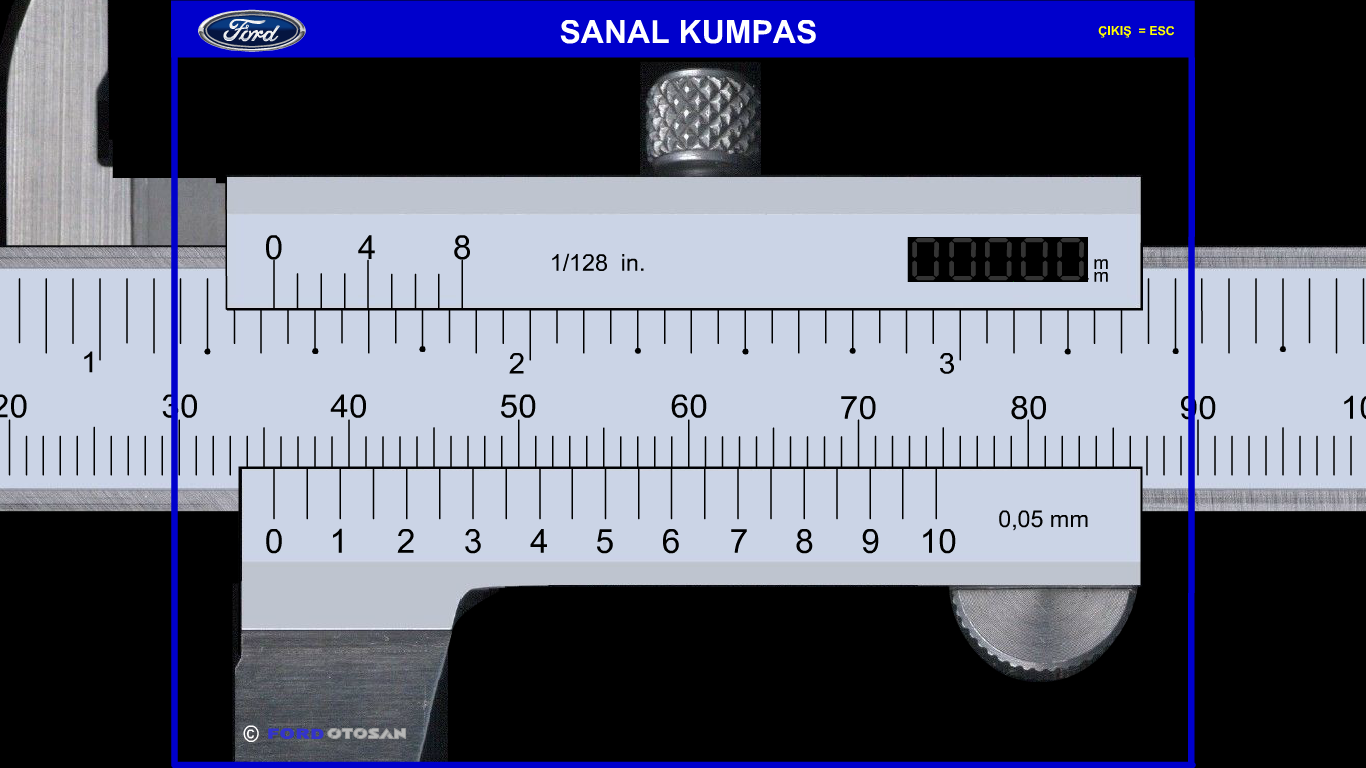 Ford
SANAL KUMPAS
ÇIKIŞ = ESC
0 4 8
1/128 in.
00000
m
m
1 2 3
20 30 40 50 60 70 80 90 10
0 1 2 3 4 5 6 7 8 9 10
0,05 mm
© FORD OTOSAN